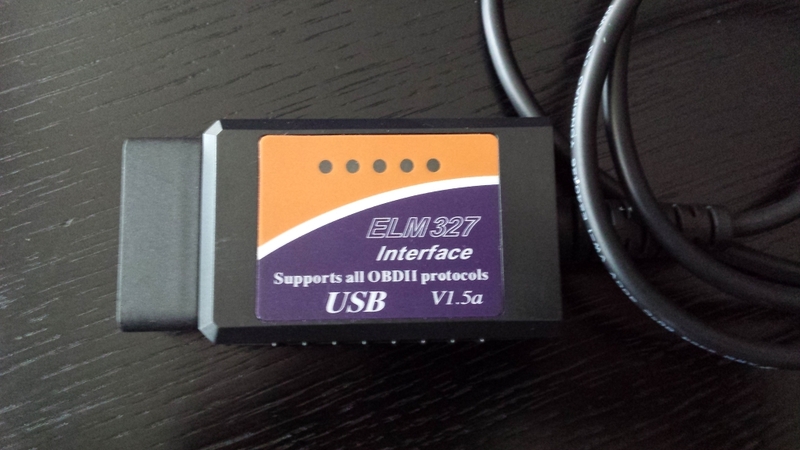 ELM 327
Interface
Supports all OBDII protocols
USB V1.5a